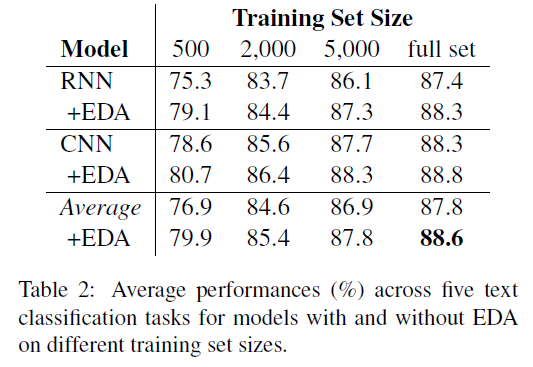 Training Set Size
Model 500 2,000 5,000 full set
RNN 75.3 83.7 86.1 87.4
+EDA 79.1 84.4 87.3 88.3
CNN 78.6 85.6 87.7 88.3
+EDA 80.7 86.4 88.3 88.8
Average 76.9 84.6 86.9 87.8
+EDA 79.9 85.4 87.8 88.6
Table 2: Average performances (%) across five text
classification tasks for models with and without EDA
on different training set sizes.